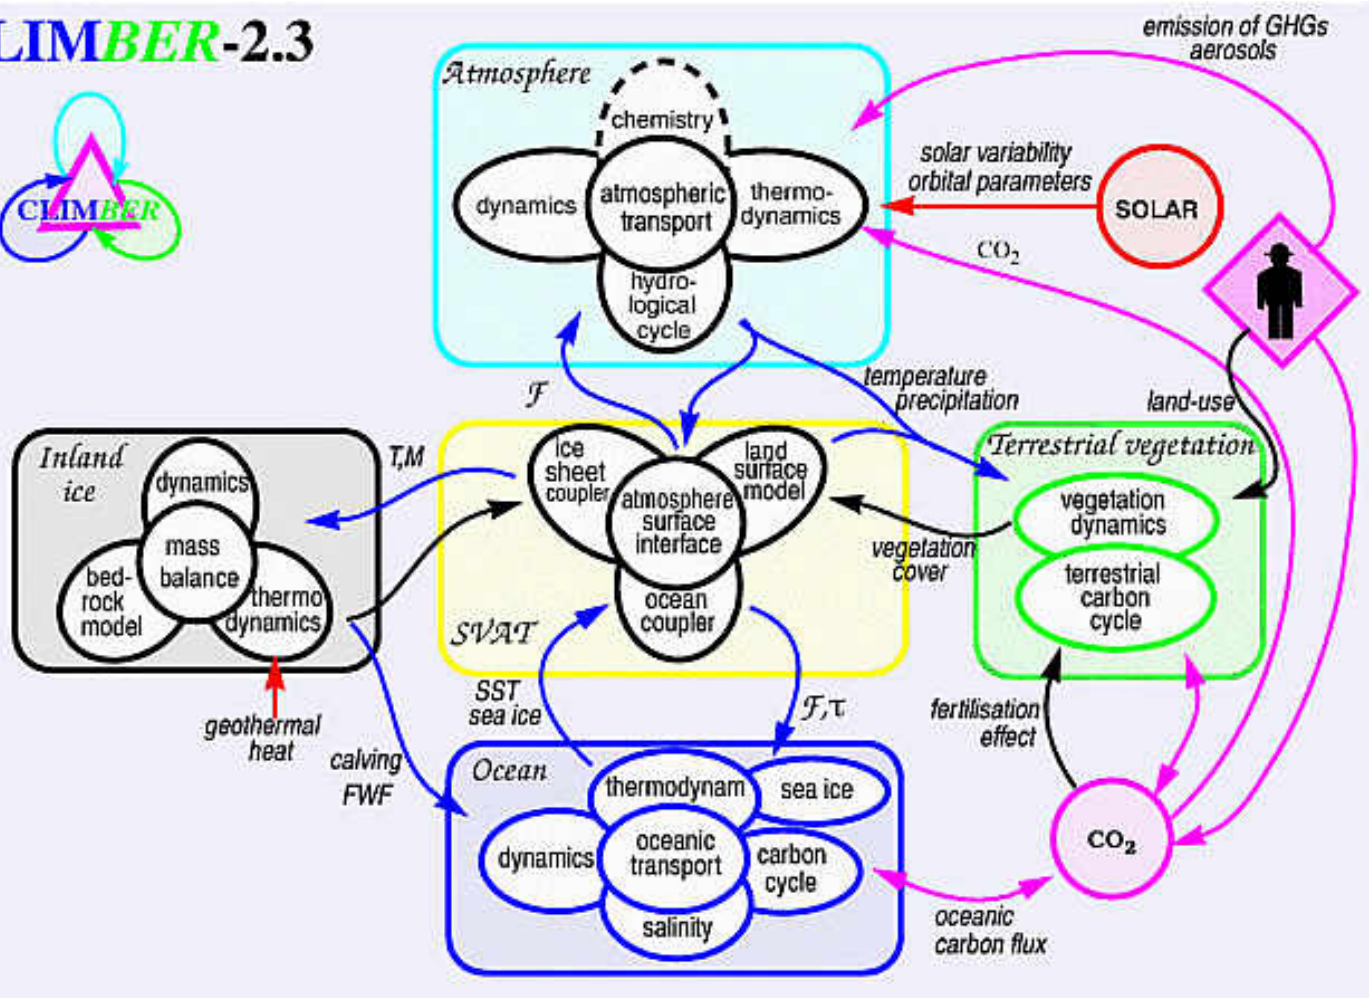 LIMBER-2.3
CLIMBER
emission of GHGs
aerosols
Atmosphere
chemistry
dynamics
atmospheric
transport
thermo-
dynamics
hydro-
logical
cycle
solar variability
orbital parameters
SOLAR
CO₂
F
temperature
precipitation
land-use
Inland
ice
dynamics
mass
balance
bed-
rock
model
thermo
dynamics
T,M
ice
sheet
coupler
land
surface
model
atmosphere
surface
interface
ocean
coupler
SVAT
vegetation
cover
Terrestrial vegetation
vegetation
dynamics
terrestrial
carbon
cycle
geothermal
heat
calving
FWF
SST
sea ice
F,τ
fertilisation
effect
Ocean
thermodynam
sea ice
dynamics
oceanic
transport
carbon
cycle
salinity
CO₂
oceanic
carbon flux